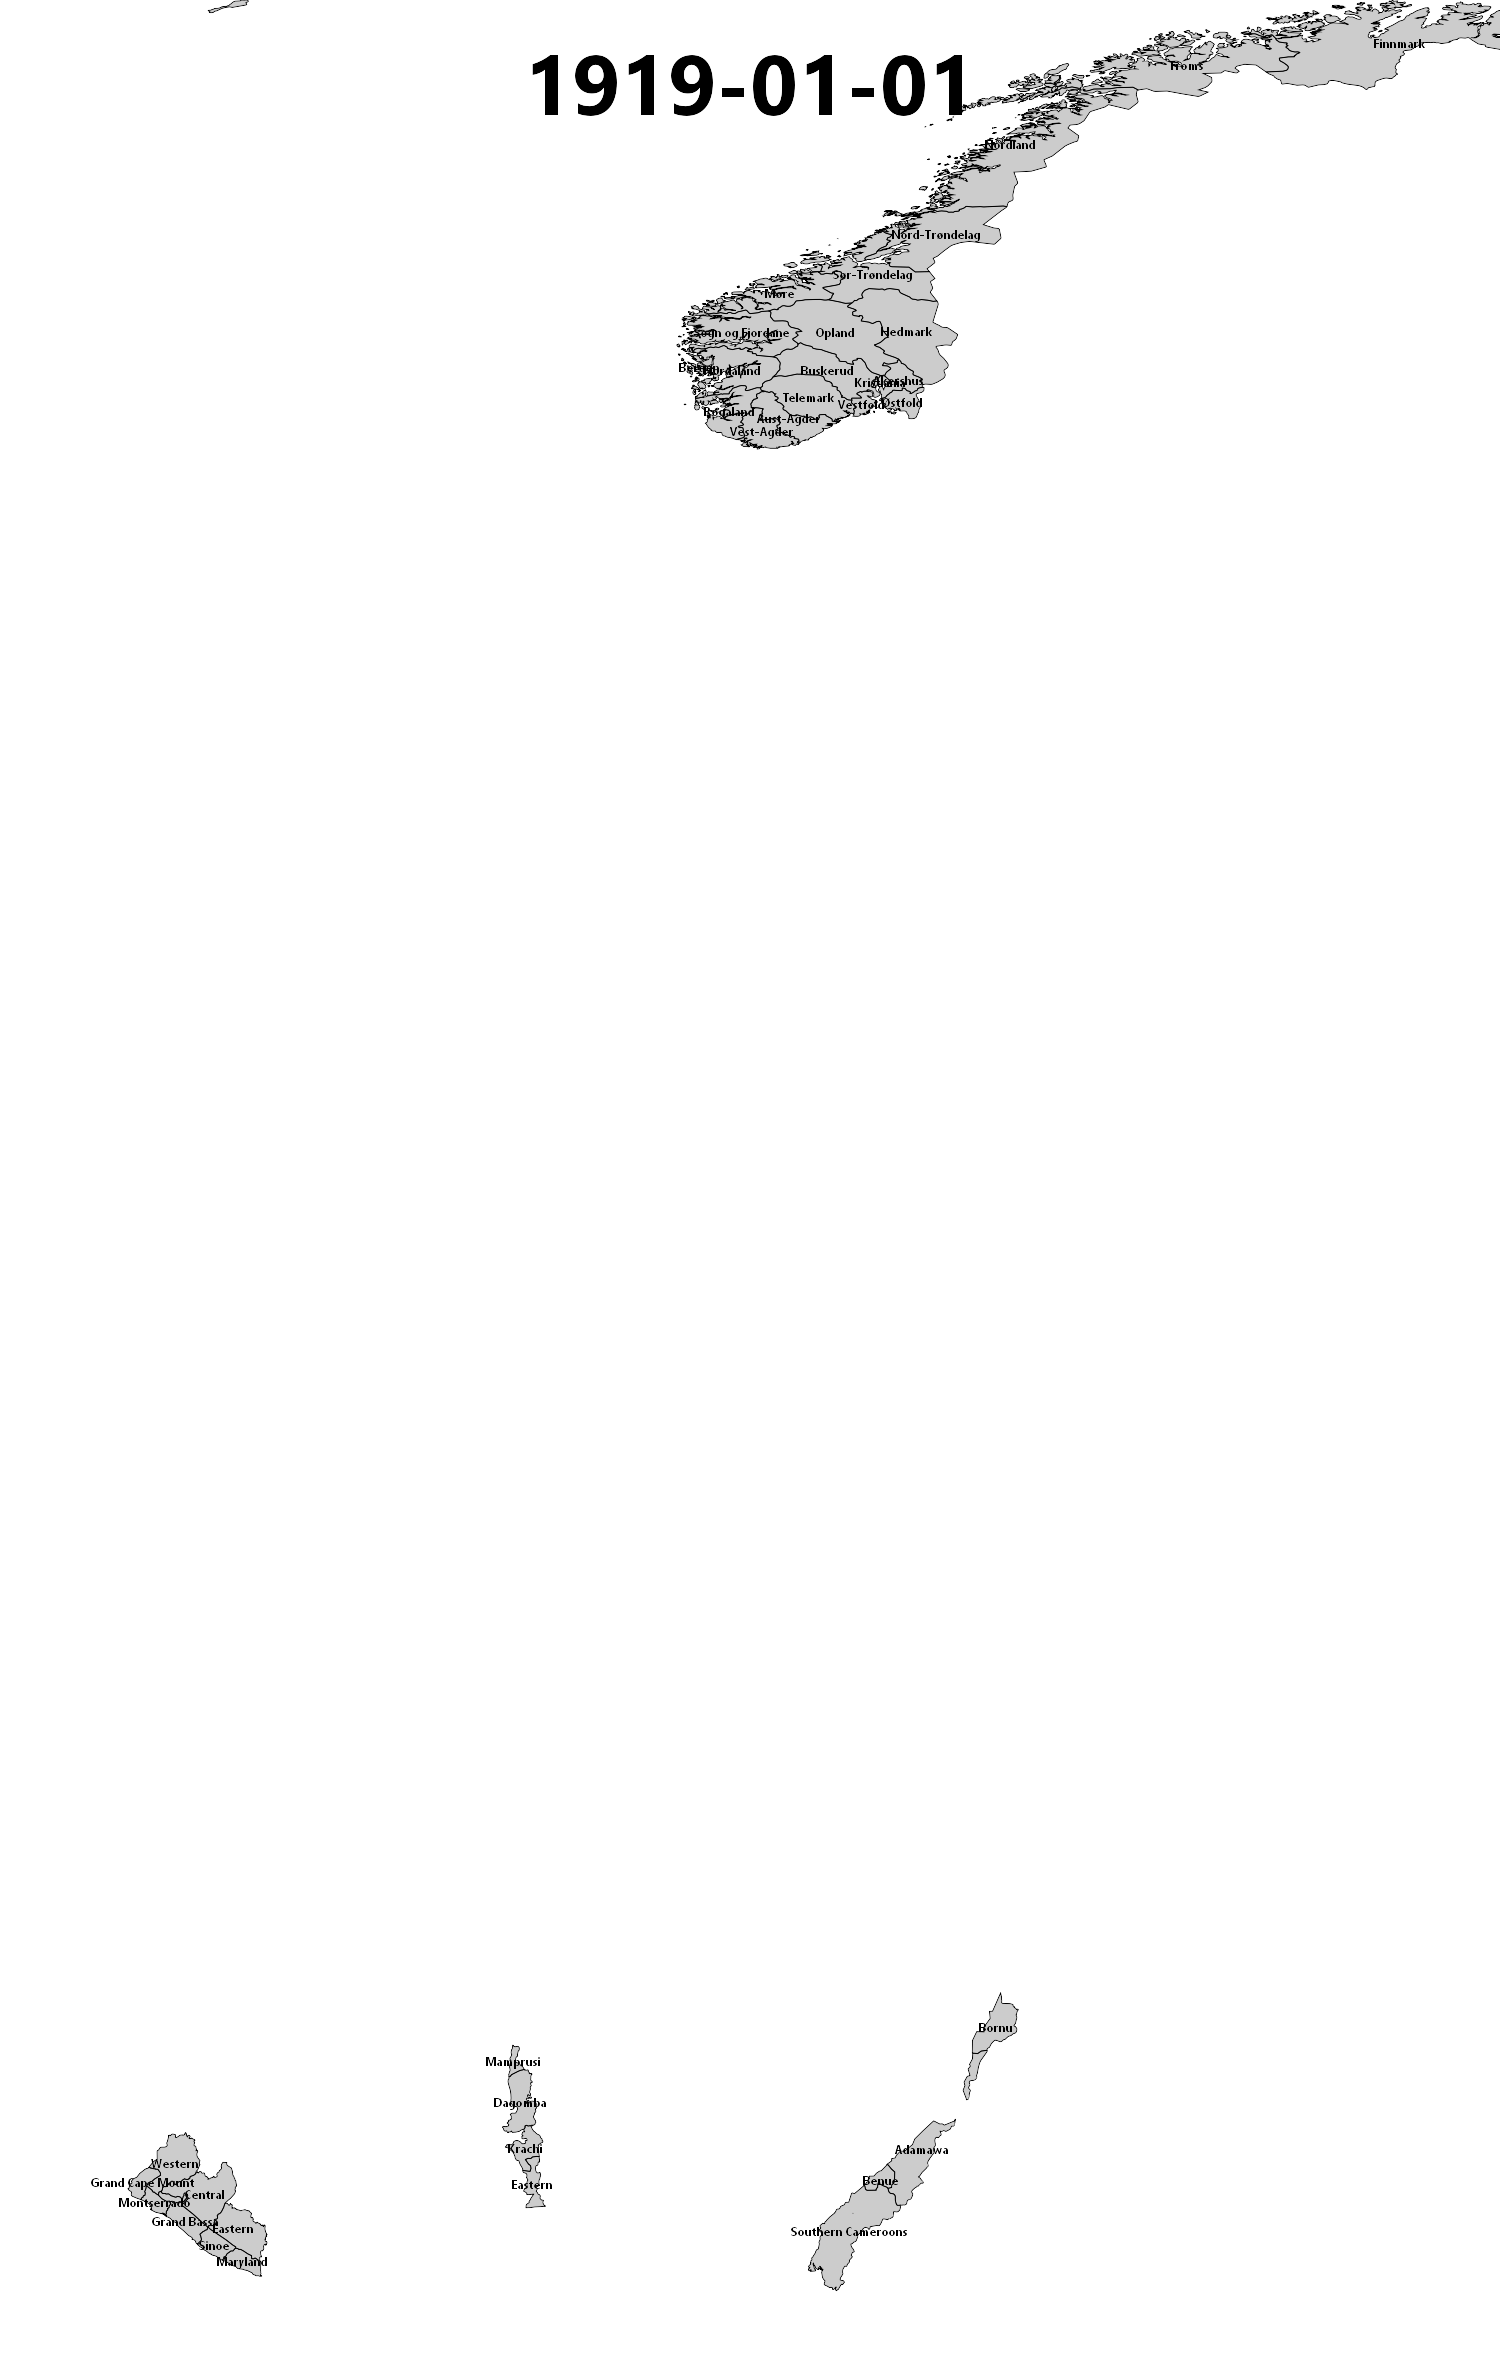 Finnmark
1919-01-01
Troms
Nordland
Nord-Trøndelag
Sør-Trøndelag
Møre
Sogn og Fjordane
Opland
Hedmark
Hordaland
Buskerud
Akershus
Kristiania
Telemark
Vestfold
Østfold
Rogaland
Aust-Agder
Vest-Agder
Bornu
Mamprusi
Dagomba
Krachi
Adamawa
Western
Benue
Grand Cape Mount
Eastern
Central
Montserrado
Grand Bassa
Eastern
Southern Cameroons
Sinoe
Maryland